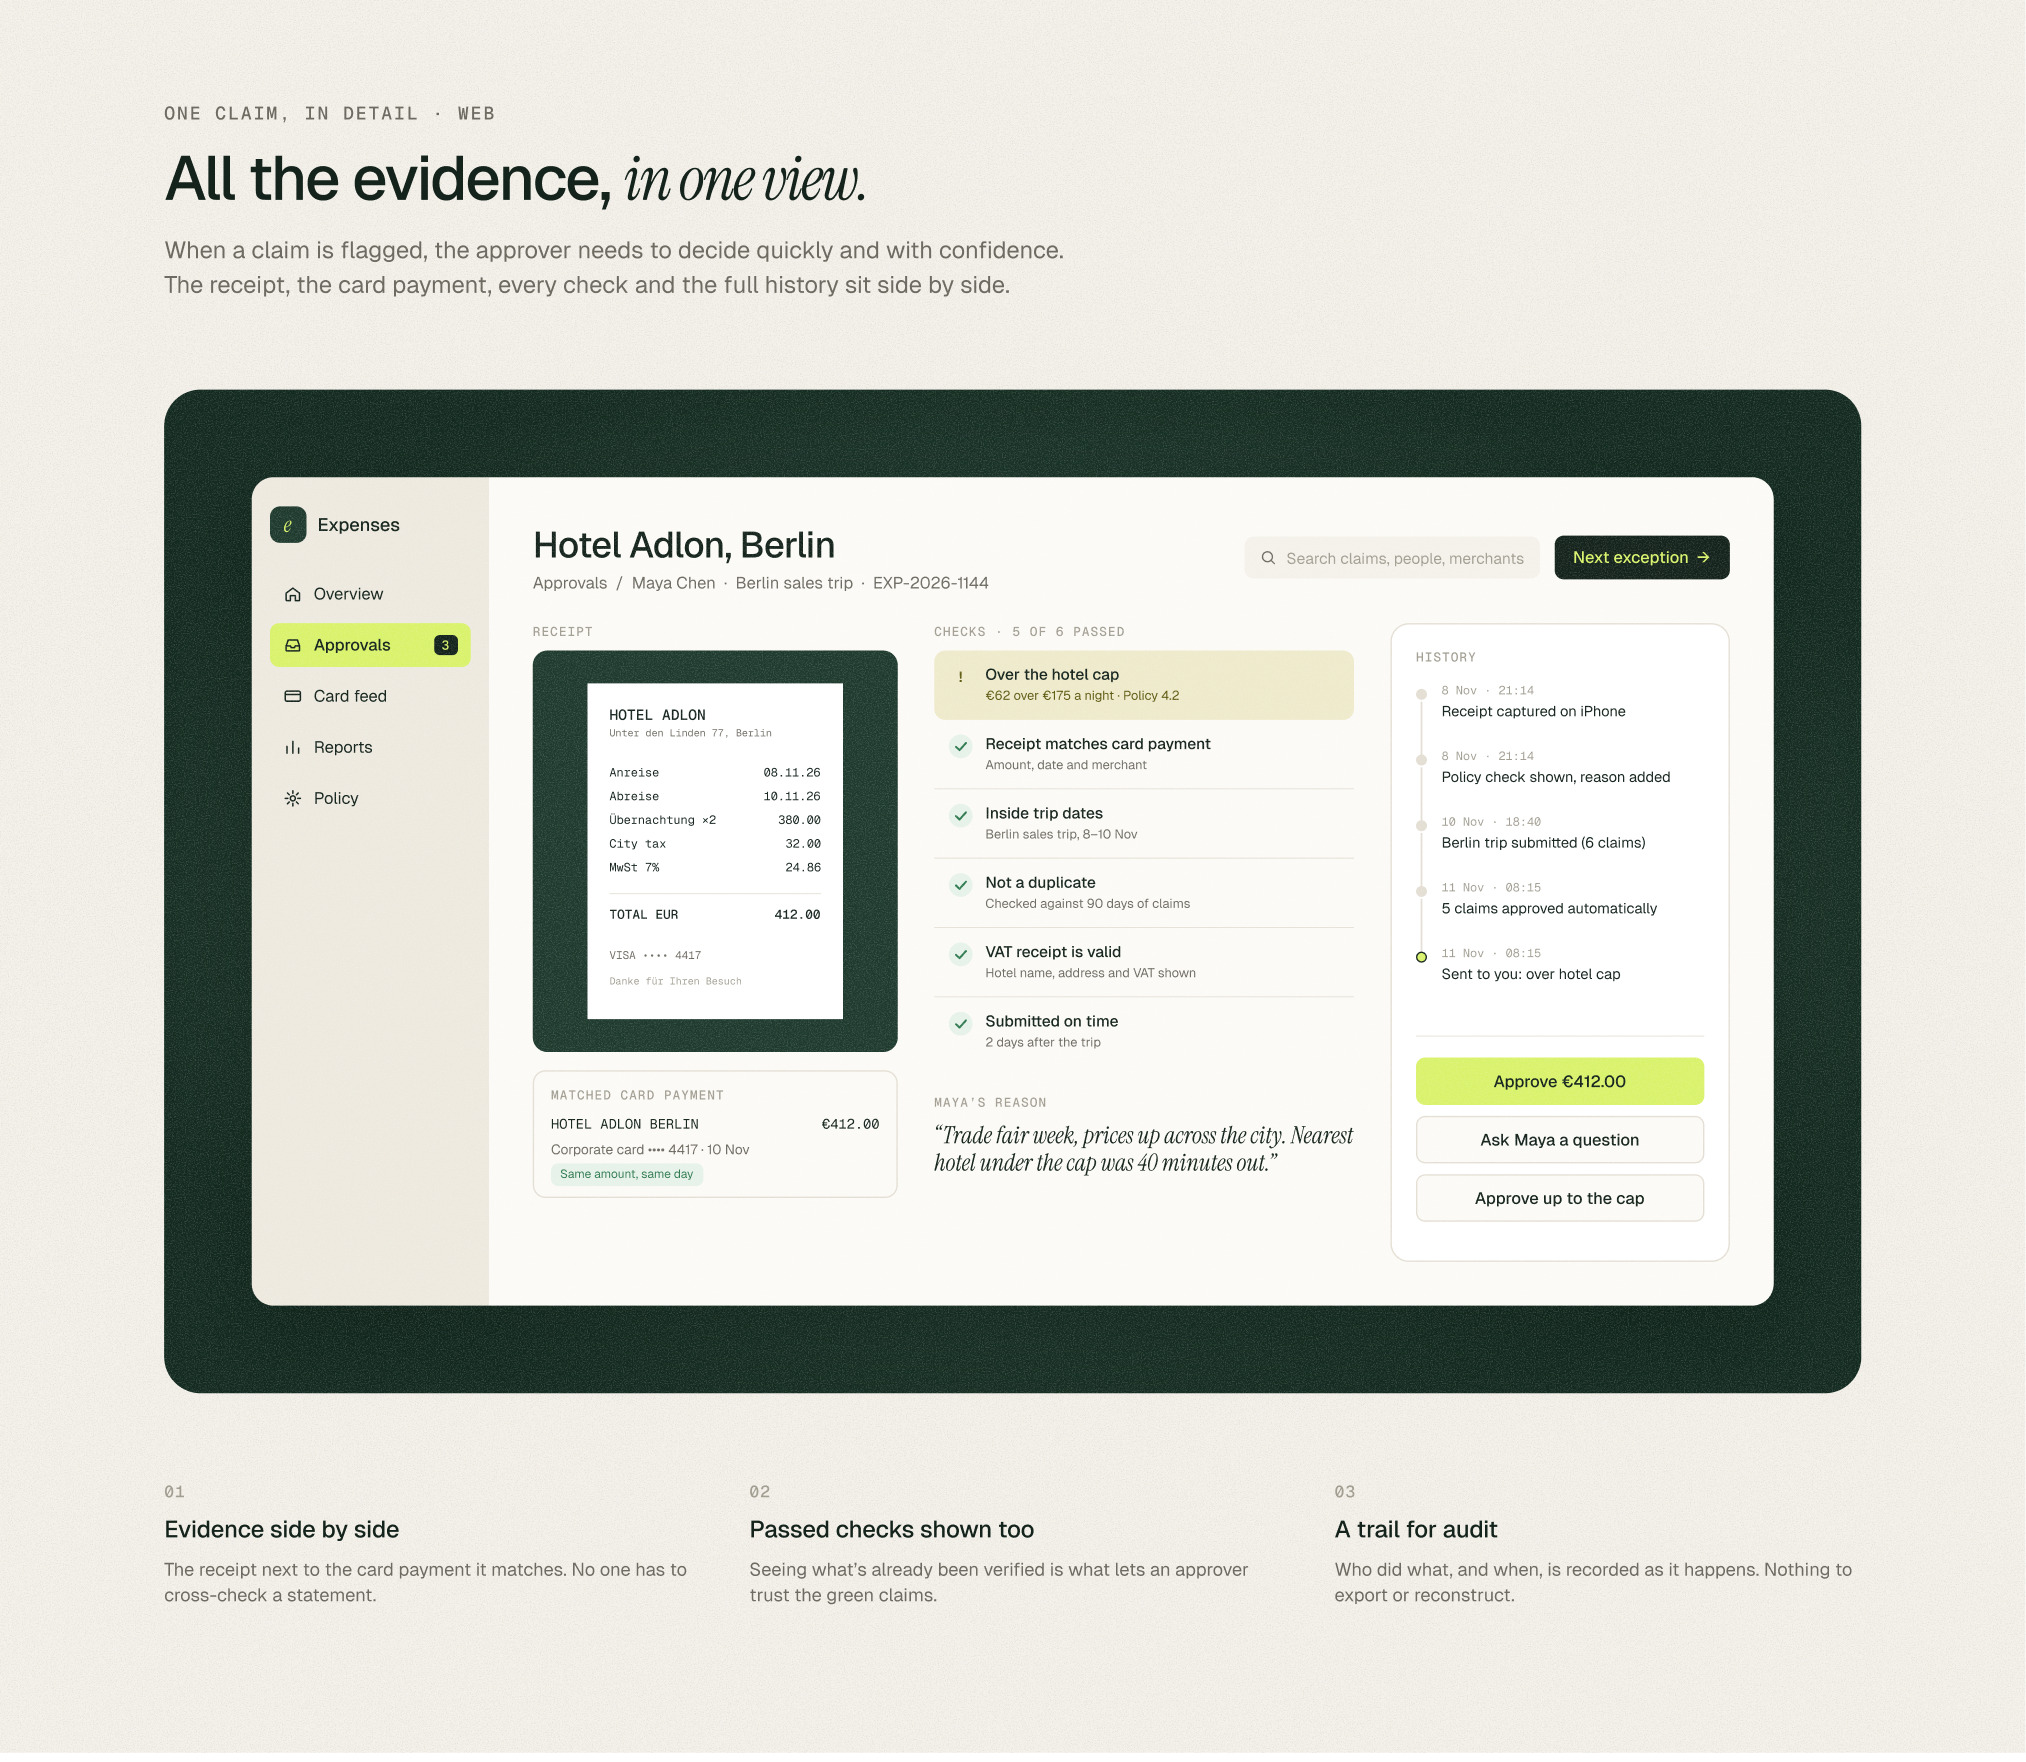 ONE CLAIM, IN DETAIL · WEB
All the evidence, in one view.
When a claim is flagged, the approver needs to decide quickly and with confidence.
The receipt, the card payment, every check and the full history sit side by side.
e
Expenses
Overview
Approvals 3
Card feed
Reports
Policy
Hotel Adlon, Berlin
Approvals / Maya Chen · Berlin sales trip · EXP-2026-1144
Search claims, people, merchants
Next exception →
RECEIPT
HOTEL ADLON
Unter den Linden 77, Berlin
Anreise 08.11.26
Abreise 10.11.26
Übernachtung ×2 380.00
City tax 32.00
MwSt 7% 24.86
TOTAL EUR 412.00
VISA •••• 4417
Danke für Ihren Besuch
MATCHED CARD PAYMENT
HOTEL ADLON BERLIN €412.00
Corporate card •••• 4417 · 10 Nov
Same amount, same day
CHECKS · 5 OF 6 PASSED
!
Over the hotel cap
€62 over €175 a night · Policy 4.2
Receipt matches card payment
Amount, date and merchant
Inside trip dates
Berlin sales trip, 8–10 Nov
Not a duplicate
Checked against 90 days of claims
VAT receipt is valid
Hotel name, address and VAT shown
Submitted on time
2 days after the trip
MAYA'S REASON
“Trade fair week, prices up across the city. Nearest
hotel under the cap was 40 minutes out.”
HISTORY
8 Nov · 21:14
Receipt captured on iPhone
8 Nov · 21:14
Policy check shown, reason added
10 Nov · 18:40
Berlin trip submitted (6 claims)
11 Nov · 08:15
5 claims approved automatically
11 Nov · 08:15
Sent to you: over hotel cap
Approve €412.00
Ask Maya a question
Approve up to the cap
01
Evidence side by side
The receipt next to the card payment it matches. No one has to
cross-check a statement.
02
Passed checks shown too
Seeing what’s already been verified is what lets an approver
trust the green claims.
03
A trail for audit
Who did what, and when, is recorded as it happens. Nothing to
export or reconstruct.